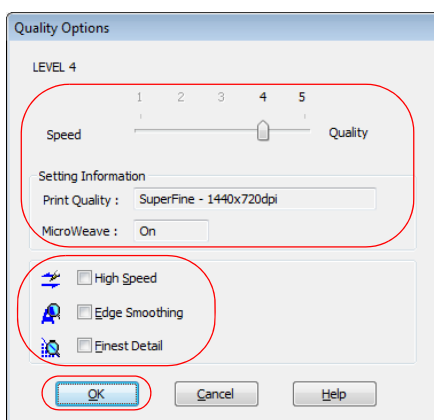 Quality Options
LEVEL 4
1 2 3 4 5
Speed Quality
Setting Information
Print Quality : SuperFine - 1440x720dpi
MicroWeave : On
High Speed
Edge Smoothing
Finest Detail
OK Cancel Help